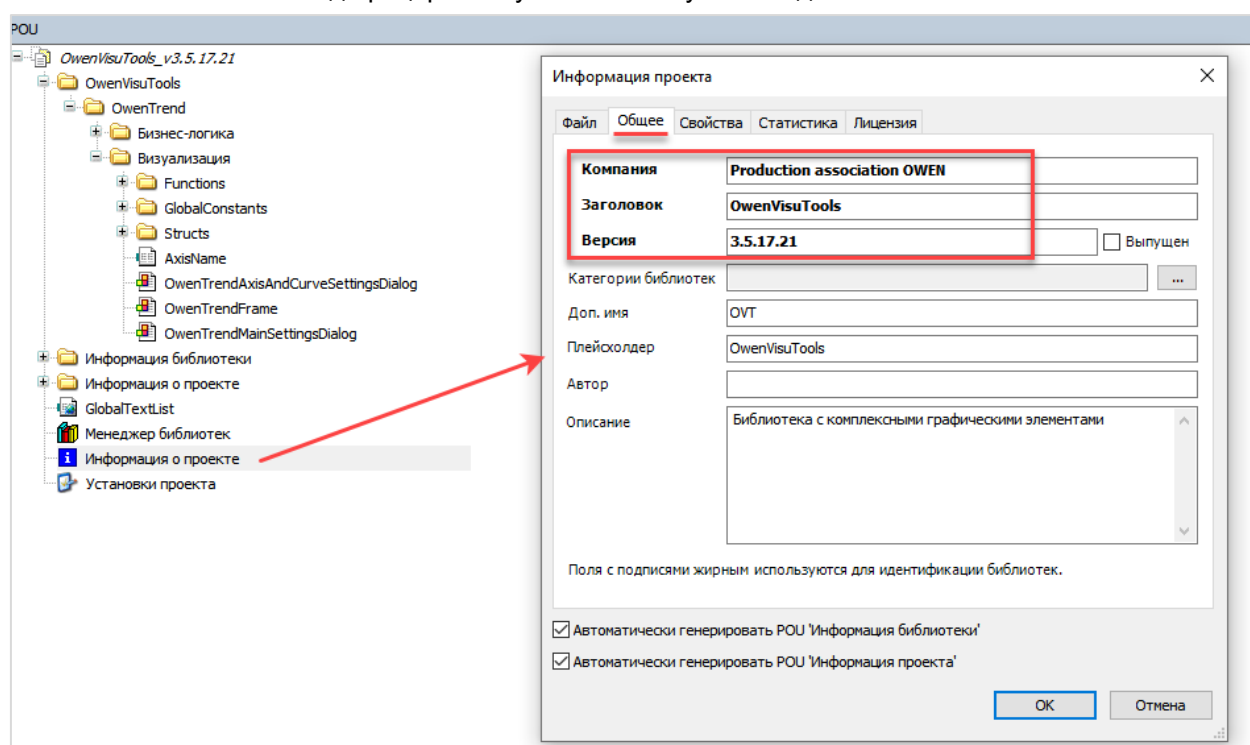 POU
OwenVisuTools_v3.5.17.21
OwenVisuTools
OwenTrend
Бизнес-логика
Визуализация
Functions
GlobalConstants
Structs
AxisName
OwenTrendAxisAndCurveSettingsDialog
OwenTrendFrame
OwenTrendMainSettingsDialog
Информация библиотеки
Информация о проекте
GlobalTextList
Менеджер библиотек
Информация о проекте
Установки проекта
Информация проекта
Файл Общее Свойства Статистика Лицензия
Компания Production association OWEN
Заголовок OwenVisuTools
Версия 3.5.17.21 Выпущен
Категории библиотек ...
Доп. имя OVT
Плейсхолдер OwenVisuTools
Автор
Описание Библиотека с комплексными графическими элементами
Поля с подписями жирным используются для идентификации библиотек.
Автоматически генерировать POU 'Информация библиотеки'
Автоматически генерировать POU 'Информация проекта'
OK Отмена